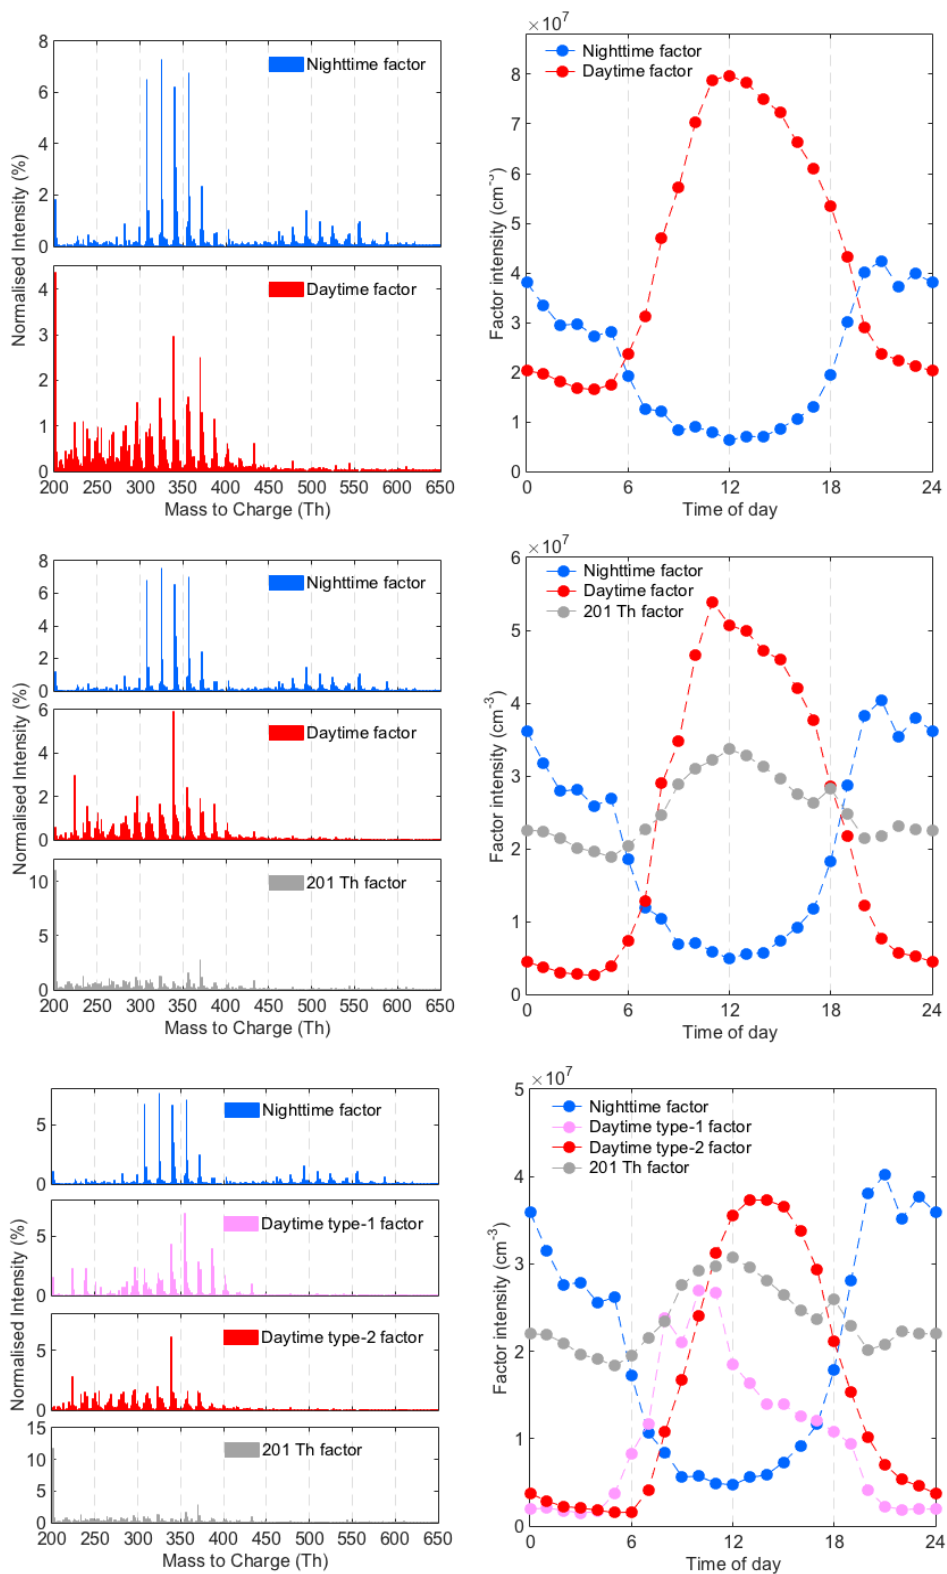 8
6
4
2
0
Normalised Intensity (%)
Nighttime factor
4
3
2
1
0
Daytime factor
200 250 300 350 400 450 500 550 600 650
Mass to Charge (Th)
×10⁷
8
7
6
5
4
3
2
1
0
Factor intensity (cm⁻³)
Nighttime factor
Daytime factor
0 6 12 18 24
Time of day
8
6
4
2
0
Normalised Intensity (%)
Nighttime factor
6
4
2
0
Daytime factor
10
5
0
201 Th factor
200 250 300 350 400 450 500 550 600 650
Mass to Charge (Th)
×10⁷
6
5
4
3
2
1
0
Factor intensity (cm⁻³)
Nighttime factor
Daytime factor
201 Th factor
0 6 12 18 24
Time of day
5
0
Normalised Intensity (%)
Nighttime factor
5
0
Daytime type-1 factor
5
0
Daytime type-2 factor
15
10
5
0
201 Th factor
200 250 300 350 400 450 500 550 600 650
Mass to Charge (Th)
×10⁷
5
4
3
2
1
0
Factor intensity (cm⁻³)
Nighttime factor
Daytime type-1 factor
Daytime type-2 factor
201 Th factor
0 6 12 18 24
Time of day